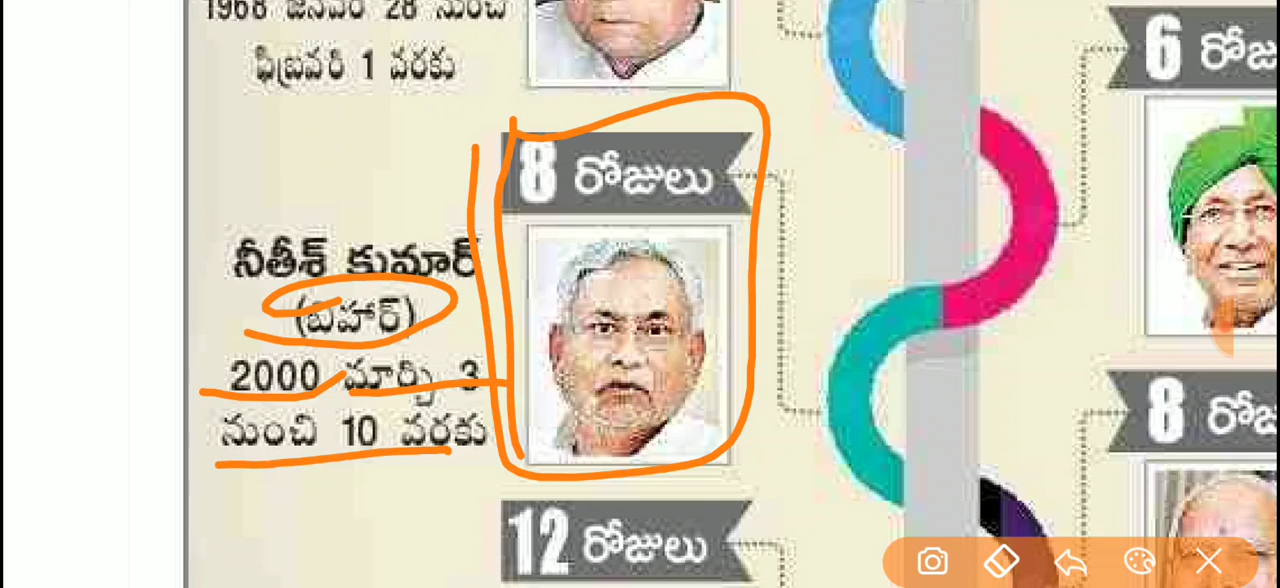 1968 జనవరి 28 నుంచి
ఫిబ్రవరి 1 వరకు
8 రోజులు
నీతీశ్ కుమార్
(బిహార్)
2000 మార్చి 3
నుంచి 10 వరకు
12 రోజులు
6
8